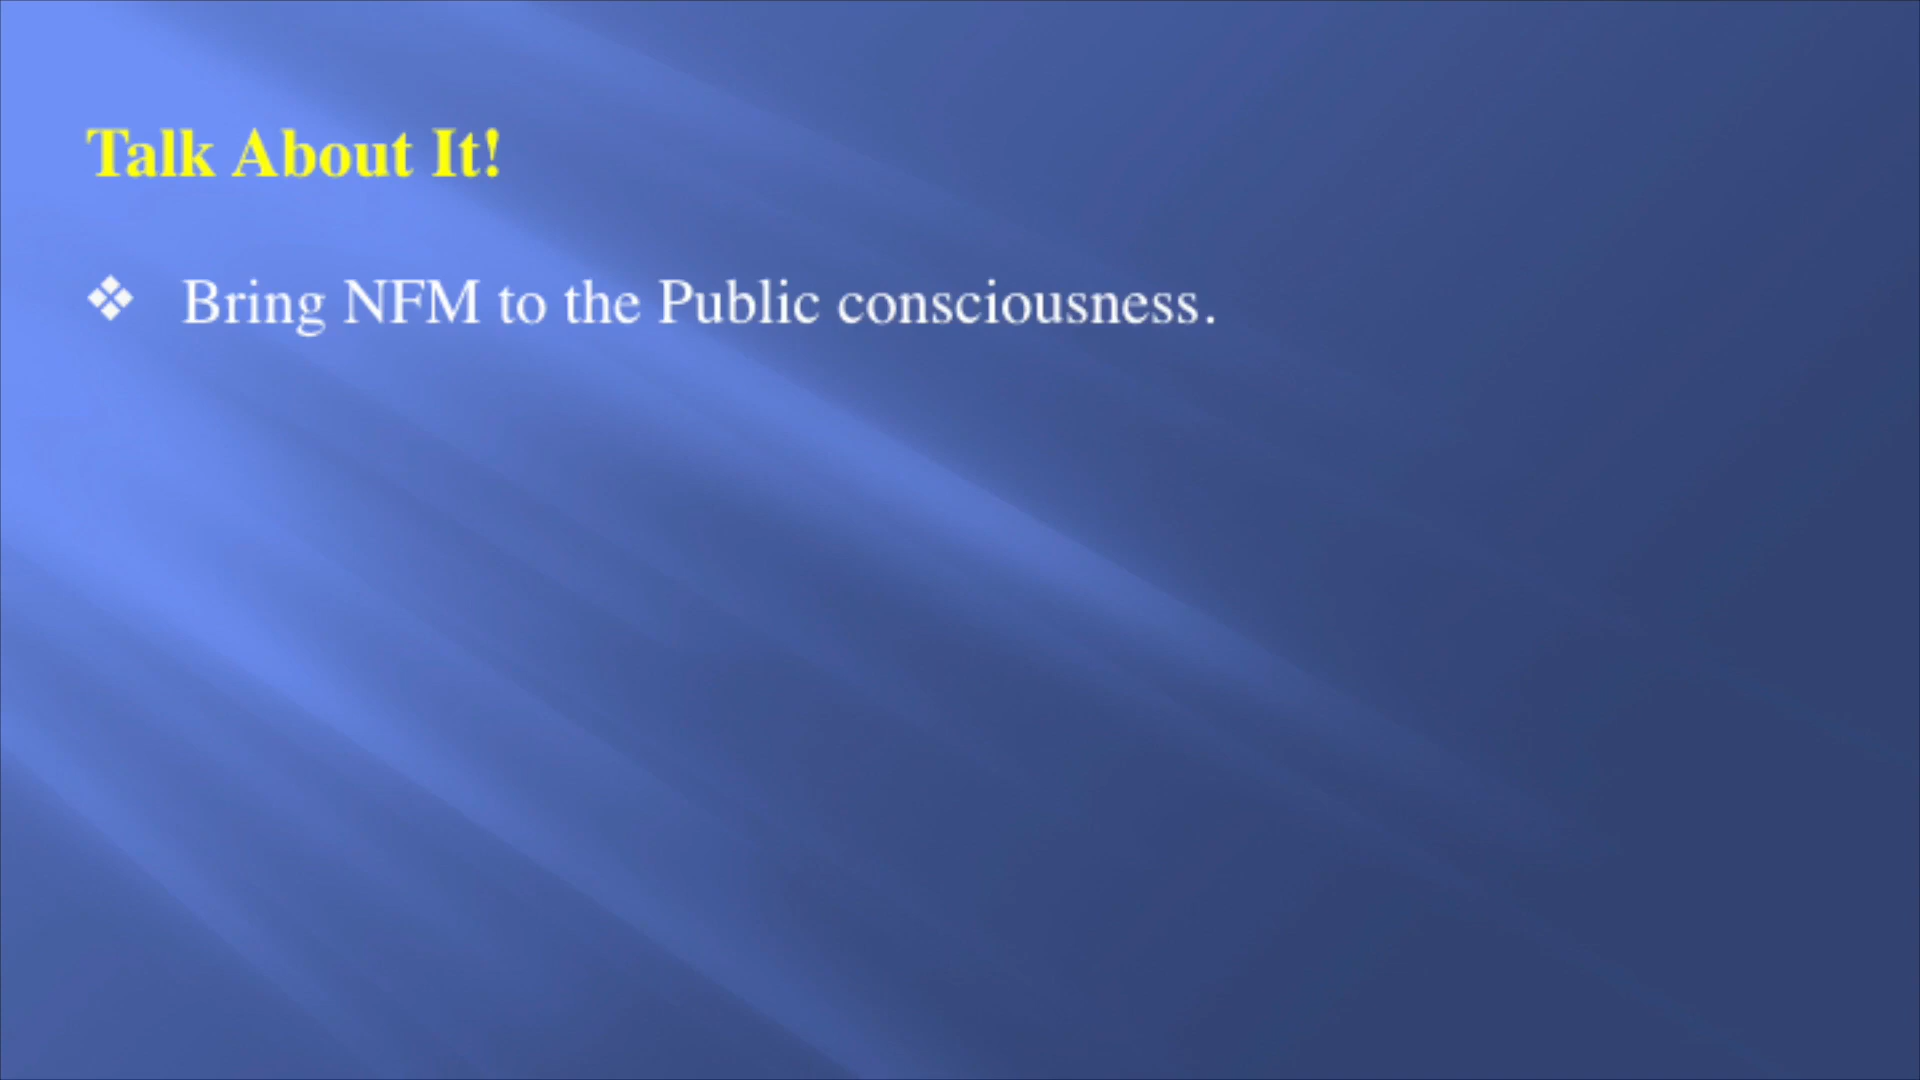 Talk About It!
❖ Bring NFM to the Public consciousness.